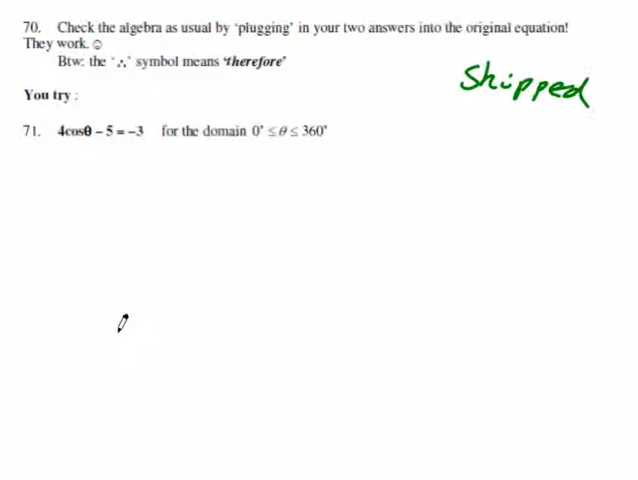 70. Check the algebra as usual by ‘plugging’ in your two answers into the original equation!
They work. ☺
Btw: the ‘∴’ symbol means ‘therefore’
Shipped
You try :
71. 4cosθ – 5 = –3 for the domain 0° ≤ θ ≤ 360°